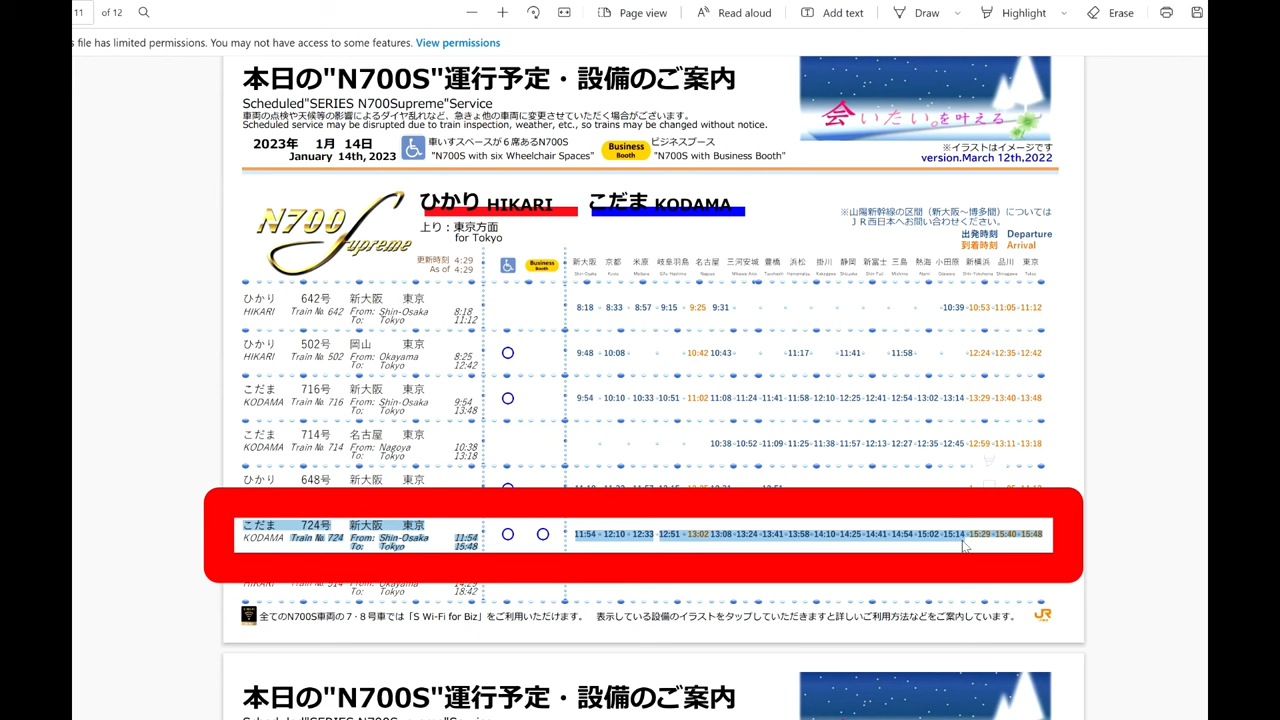 11 of 12 Page view Read aloud Add text Draw Highlight Erase
s file has limited permissions. You may not have access to some features. View permissions
本日の"N700S"運行予定・設備のご案内
Scheduled"SERIES N700Supreme"Service
車両の点検や天候等の影響によるダイヤ乱れなど、急きょ他の車両に変更させていただく場合がございます。
Scheduled service may be disrupted due to train inspection, weather, etc., so trains may be changed without notice.
会いたい。を叶える
2023年 1月 14日
January 14th,2023
車いすスペースが６席あるN700S
"N700S with six Wheelchair Spaces"
Business Booth
ビジネスブース
"N700S with Business Booth"
※イラストはイメージです
version.March 12th,2022
N700Supreme
ひかり HIKARI こだま KODAMA
上り：東京方面
for Tokyo
※山陽新幹線の区間（新大阪～博多間）については
ＪＲ西日本へお問い合わせください。
出発時刻 Departure
到着時刻 Arrival
更新時刻 4:29
As of 4:29
Business Booth
新大阪 京都 米原 岐阜羽島 名古屋 三河安城 豊橋 浜松 掛川 静岡 新富士 三島 熱海 小田原 新横浜 品川 東京
ひかり 642号 新大阪 東京
HIKARI Train № 642 From: Shin-Osaka 8:18
To: Tokyo 11:12
8:18 8:33 8:57 9:15 9:25 9:31 10:39 10:53 11:05 11:12
ひかり 502号 岡山 東京
HIKARI Train № 502 From: Okayama 8:25
To: Tokyo 12:42
9:48 10:08 10:42 10:43 11:17 11:41 11:58 12:24 12:35 12:42
こだま 716号 新大阪 東京
KODAMA Train № 716 From: Shin-Osaka 9:54
To: Tokyo 13:48
9:54 10:10 10:33 10:51 11:02 11:08 11:24 11:41 11:58 12:10 12:25 12:41 12:54 13:02 13:14 13:29 13:40 13:48
こだま 714号 名古屋 東京
KODAMA Train № 714 From: Nagoya 10:38
To: Tokyo 13:18
10:38 10:52 11:09 11:25 11:38 11:57 12:13 12:27 12:35 12:45 12:59 13:11 13:18
ひかり 648号 新大阪 東京
こだま 724号 新大阪 東京
KODAMA Train № 724 From: Shin-Osaka 11:54
To: Tokyo 15:48
11:54 12:10 12:33 12:51 13:02 13:08 13:24 13:41 13:58 14:10 14:25 14:41 14:54 15:02 15:14 15:29 15:40 15:48
To: Tokyo 18:42
全てのN700S車両の７・８号車では「S Wi-Fi for Biz」をご利用いただけます。 表示している設備のイラストをタップしていただきますと詳しいご利用方法などをご案内しています。
本日の"N700S"運行予定・設備のご案内